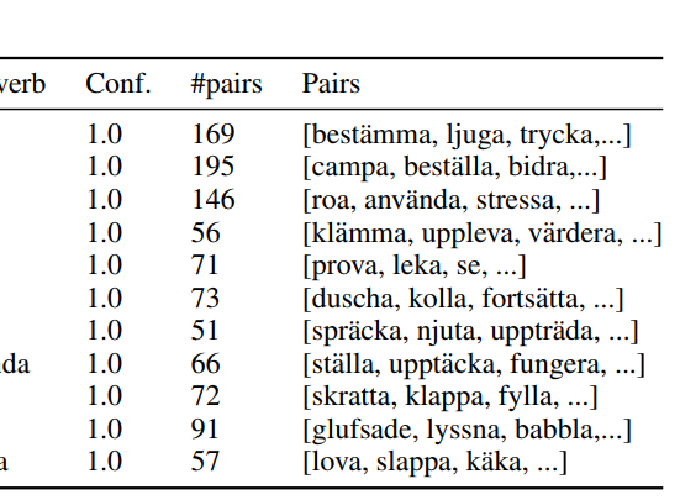 verb Conf. #pairs Pairs
1.0 169 [bestämma, ljuga, trycka,...]
1.0 195 [campa, beställa, bidra,...]
1.0 146 [roa, använda, stressa, ...]
1.0 56 [klämma, uppleva, värdera, ...]
1.0 71 [prova, leka, se, ...]
1.0 73 [duscha, kolla, fortsätta, ...]
1.0 51 [spräcka, njuta, uppträda, ...]
da 1.0 66 [ställa, upptäcka, fungera, ...]
1.0 72 [skratta, klappa, fylla, ...]
1.0 91 [glufsade, lyssna, babbla,...]
a 1.0 57 [lova, slappa, käka, ...]